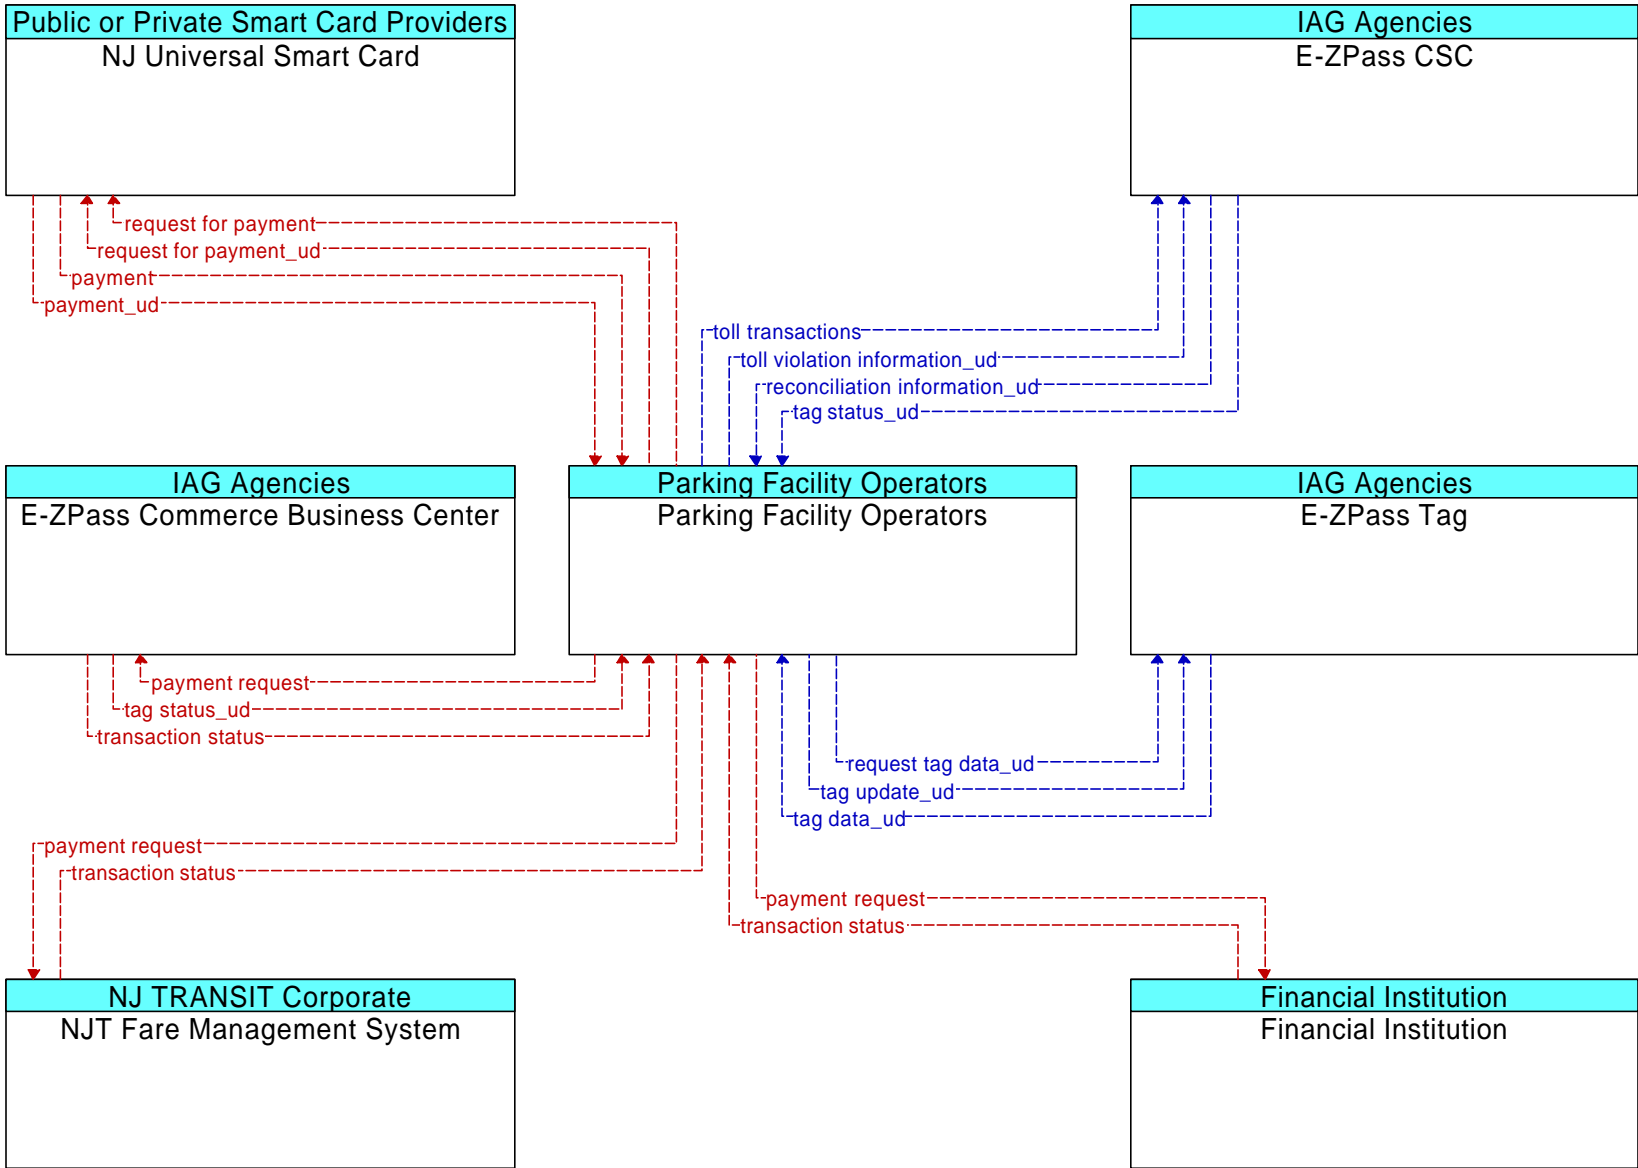 Public or Private Smart Card Providers
NJ Universal Smart Card
IAG Agencies
E-ZPass CSC
request for payment
request for payment_ud
payment
payment_ud
toll transactions
toll violation information_ud
reconciliation information_ud
tag status_ud
IAG Agencies
E-ZPass Commerce Business Center
Parking Facility Operators
Parking Facility Operators
IAG Agencies
E-ZPass Tag
payment request
tag status_ud
transaction status
request tag data_ud
tag update_ud
tag data_ud
payment request
transaction status
payment request
transaction status
NJ TRANSIT Corporate
NJT Fare Management System
Financial Institution
Financial Institution